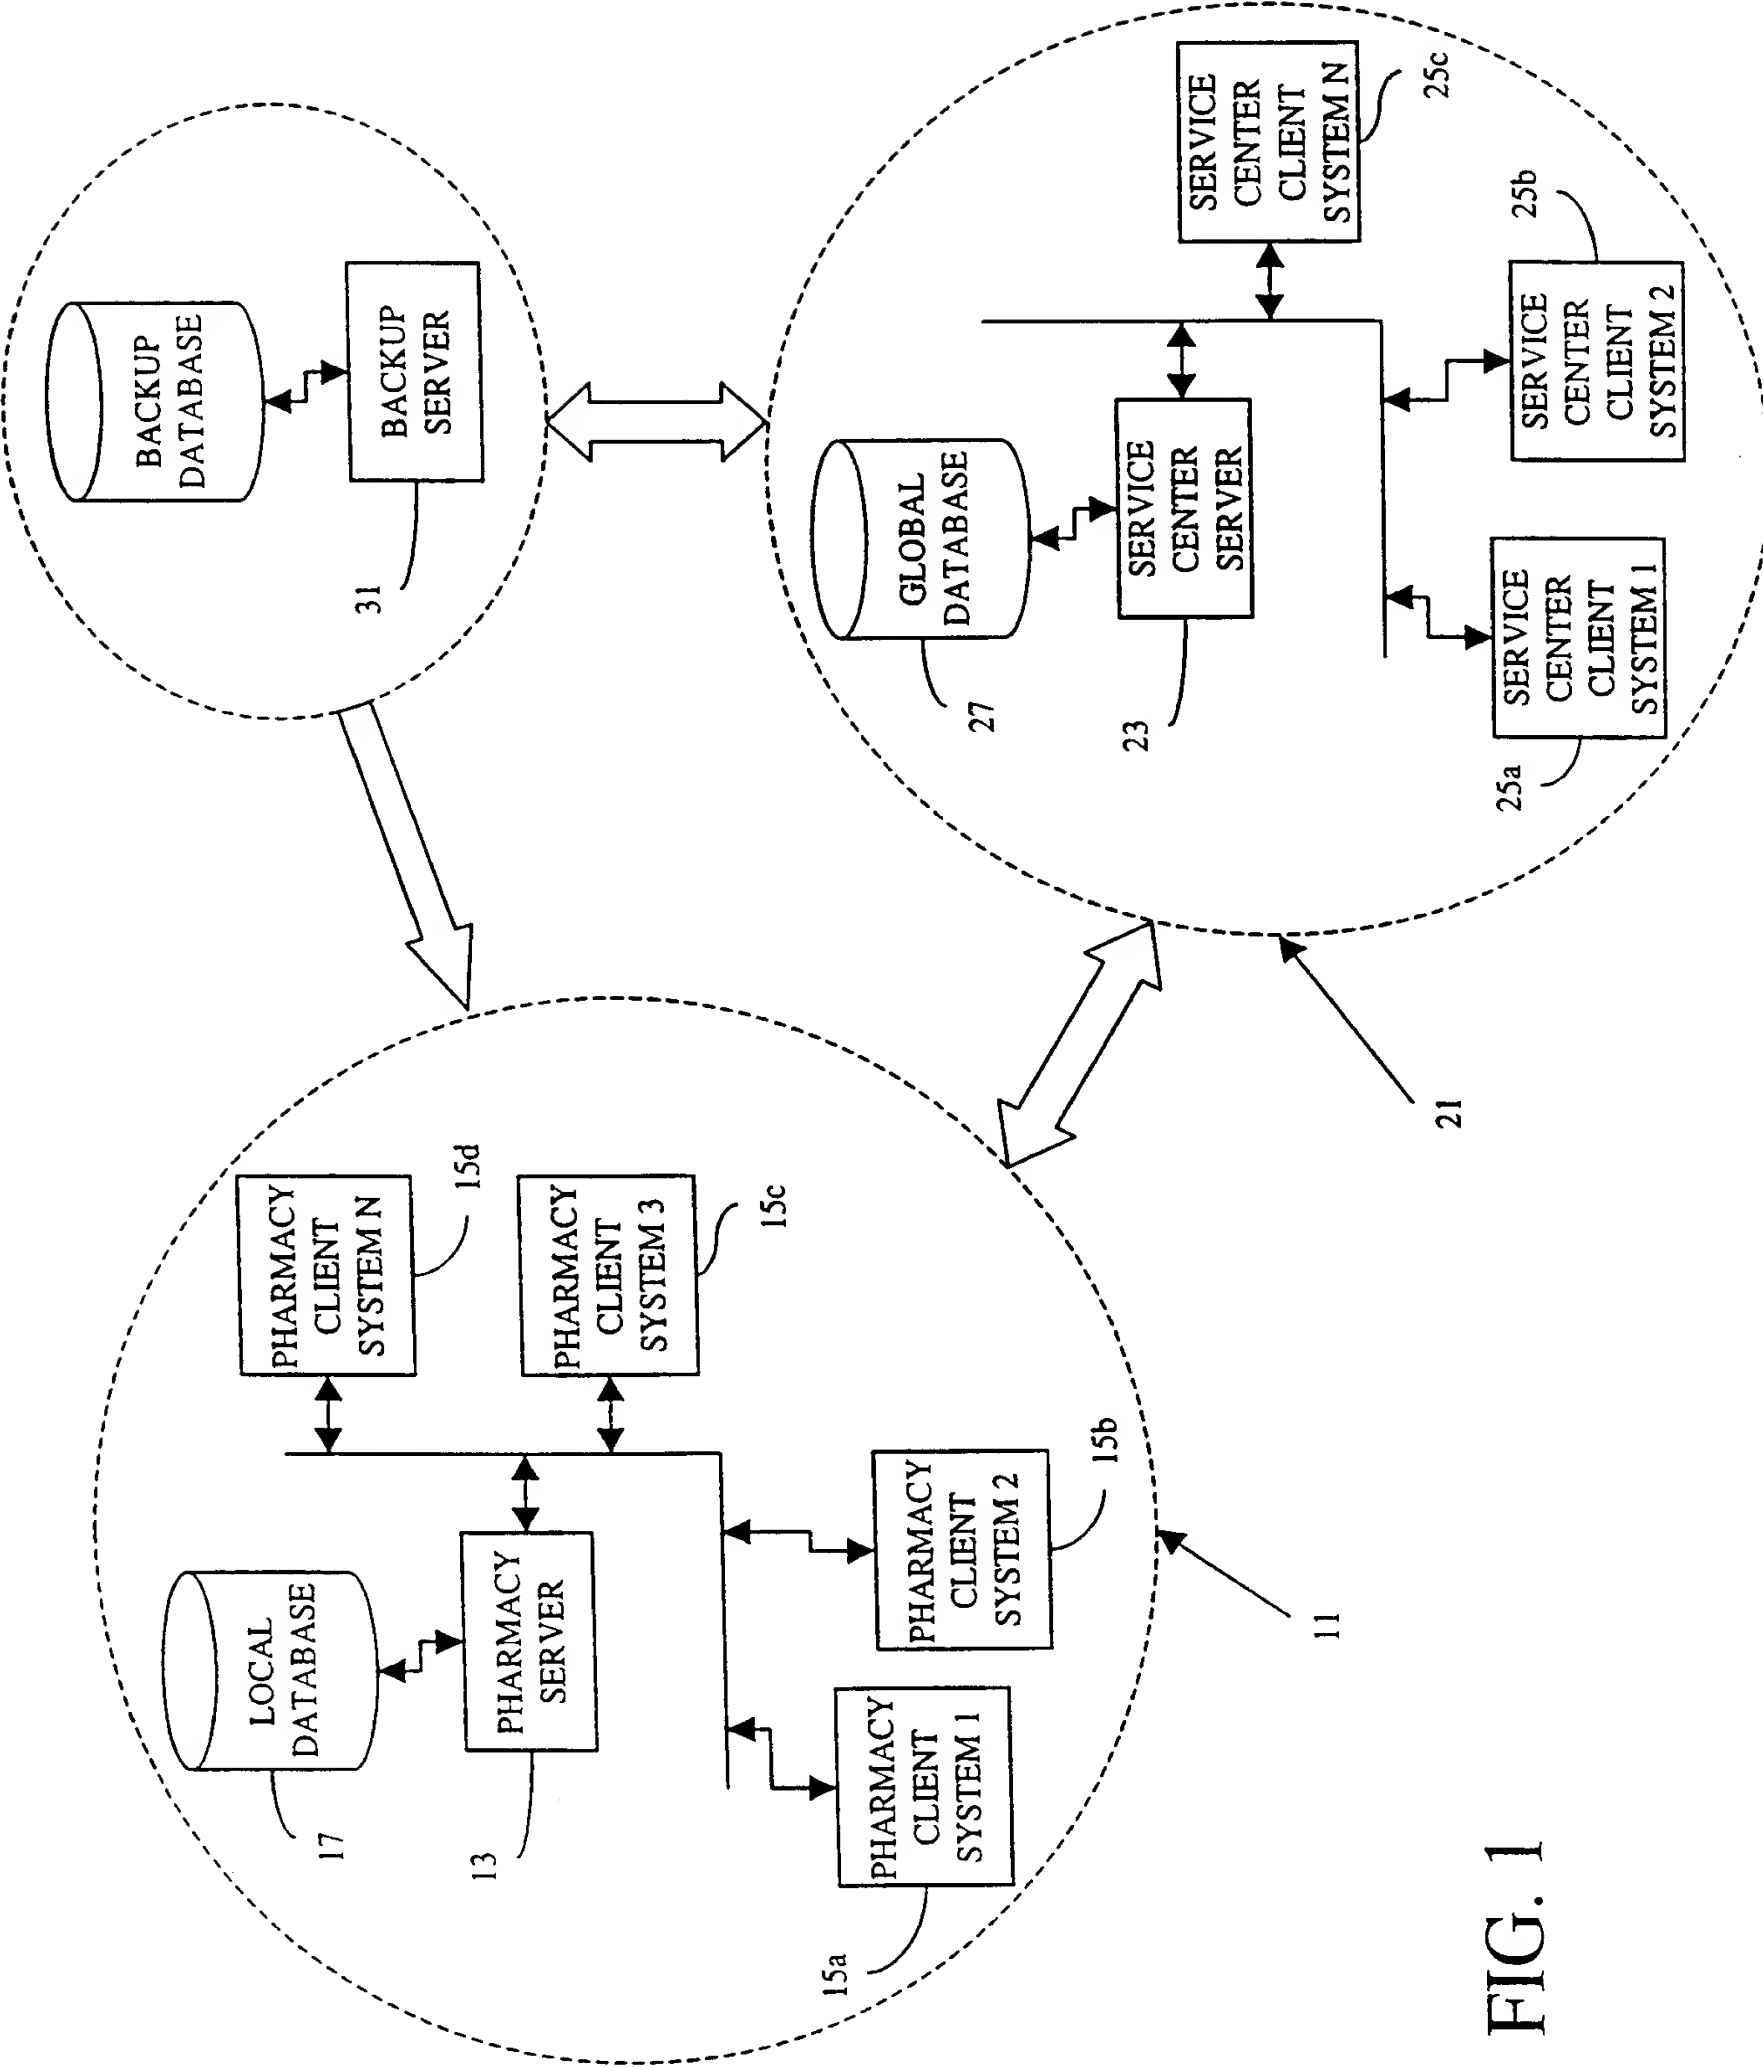 LOCAL
DATABASE
17
PHARMACY
SERVER
13
PHARMACY
CLIENT
SYSTEM N
15d
PHARMACY
CLIENT
SYSTEM 3
15c
PHARMACY
CLIENT
SYSTEM 1
15a
PHARMACY
CLIENT
SYSTEM 2
15b
11
BACKUP
DATABASE
BACKUP
SERVER
31
GLOBAL
DATABASE
27
SERVICE
CENTER
SERVER
23
SERVICE
CENTER
CLIENT
SYSTEM N
25c
SERVICE
CENTER
CLIENT
SYSTEM 1
25a
SERVICE
CENTER
CLIENT
SYSTEM 2
25b
21
FIG. 1